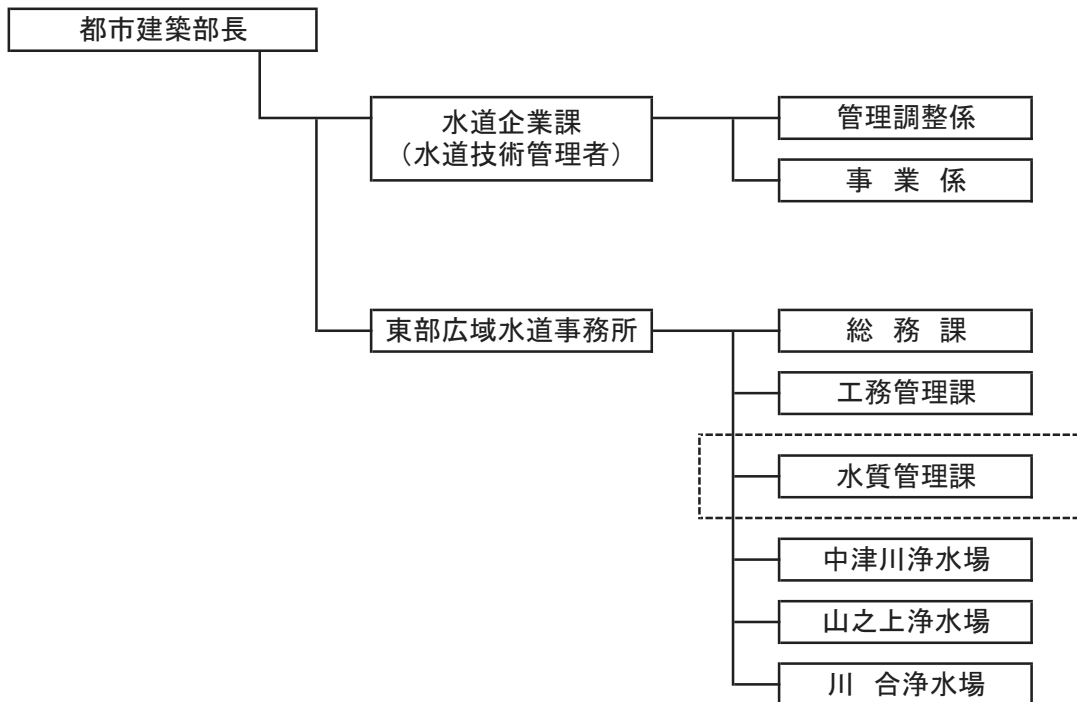 都市建築部長
水道企業課
（水道技術管理者）
管理調整係
事 業 係
東部広域水道事務所
総 務 課
工務管理課
水質管理課
中津川浄水場
山之上浄水場
川 合浄水場